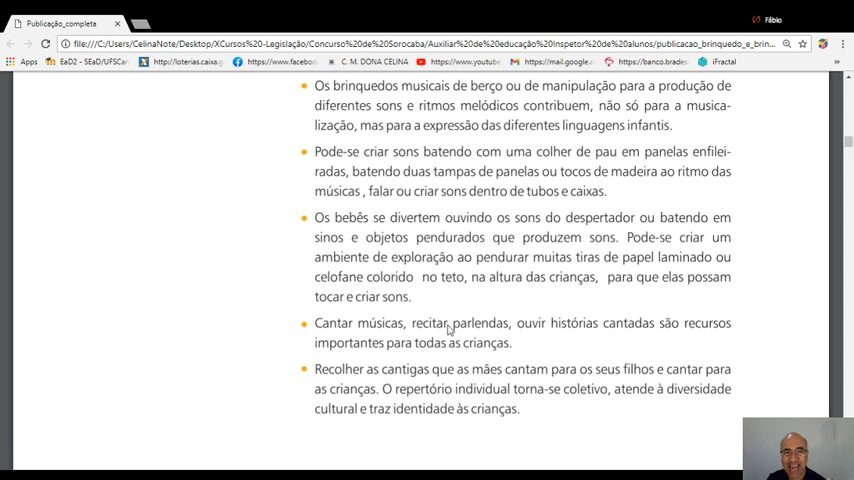 Publicação_completa
Fábio
file:///C:/Users/CelinaNote/Desktop/XCursos%20-Legislação/Concurso%20de%20Sorocaba/Auxiliar%20de%20educação%20Inspetor%20de%20alunos/publicacao_brinquedo_e_brin...
Apps EaD2 - SEaD/UFSCar http://loterias.caixa.g https://www.faceboo C. M. DONA CELINA https://www.youtube https://mail.google.c https://banco.brades iFractal »
• Os brinquedos musicais de berço ou de manipulação para a produção de
diferentes sons e ritmos melódicos contribuem, não só para a musica-
lização, mas para a expressão das diferentes linguagens infantis.
• Pode-se criar sons batendo com uma colher de pau em panelas enfilei-
radas, batendo duas tampas de panelas ou tocos de madeira ao ritmo das
músicas , falar ou criar sons dentro de tubos e caixas.
• Os bebês se divertem ouvindo os sons do despertador ou batendo em
sinos e objetos pendurados que produzem sons. Pode-se criar um
ambiente de exploração ao pendurar muitas tiras de papel laminado ou
celofane colorido no teto, na altura das crianças, para que elas possam
tocar e criar sons.
• Cantar músicas, recitar parlendas, ouvir histórias cantadas são recursos
importantes para todas as crianças.
• Recolher as cantigas que as mães cantam para os seus filhos e cantar para
as crianças. O repertório individual torna-se coletivo, atende à diversidade
cultural e traz identidade às crianças.